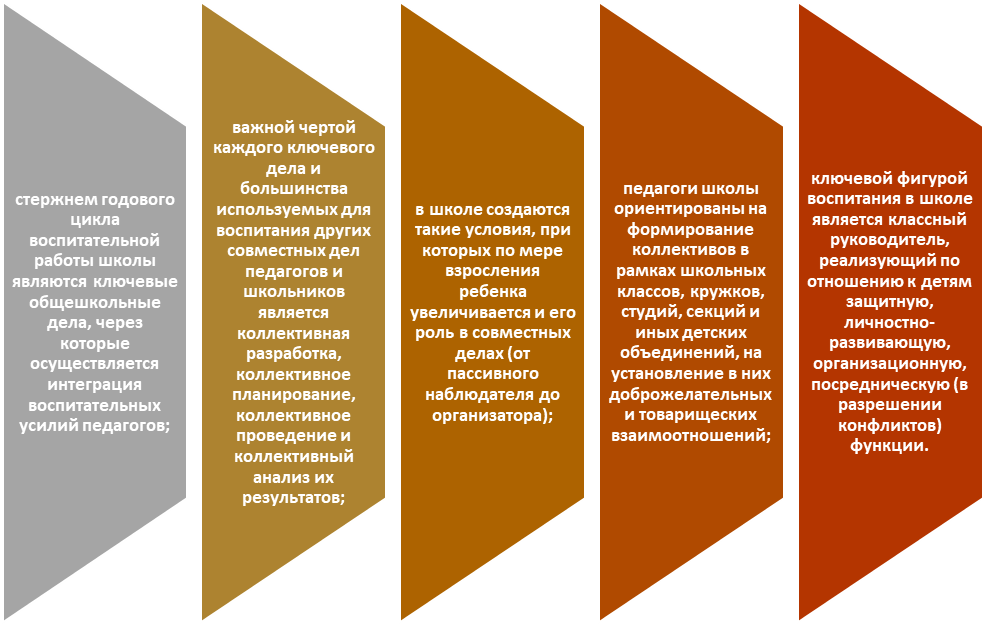 стержнем годового
цикла
воспитательной
работы школы
являются ключевые
общешкольные
дела, через
которые
осуществляется
интеграция
воспитательных
усилий педагогов;
важной чертой
каждого ключевого
дела и
большинства
используемых для
воспитания других
совместных дел
педагогов и
школьников
является
коллективная
разработка,
коллективное
планирование,
коллективное
проведение и
коллективный
анализ их
результатов;
в школе создаются
такие условия, при
которых по мере
взросления
ребенка
увеличивается и его
роль в совместных
делах (от
пассивного
наблюдателя до
организатора);
педагоги школы
ориентированы на
формирование
коллективов в
рамках школьных
классов, кружков,
студий, секций и
иных детских
объединений, на
установление в них
доброжелательных
и товарищеских
взаимоотношений;
ключевой фигурой
воспитания в школе
является классный
руководитель,
реализующий по
отношению к детям
защитную,
личностно-
развивающую,
организационную,
посредническую (в
разрешении
конфликтов)
функции.